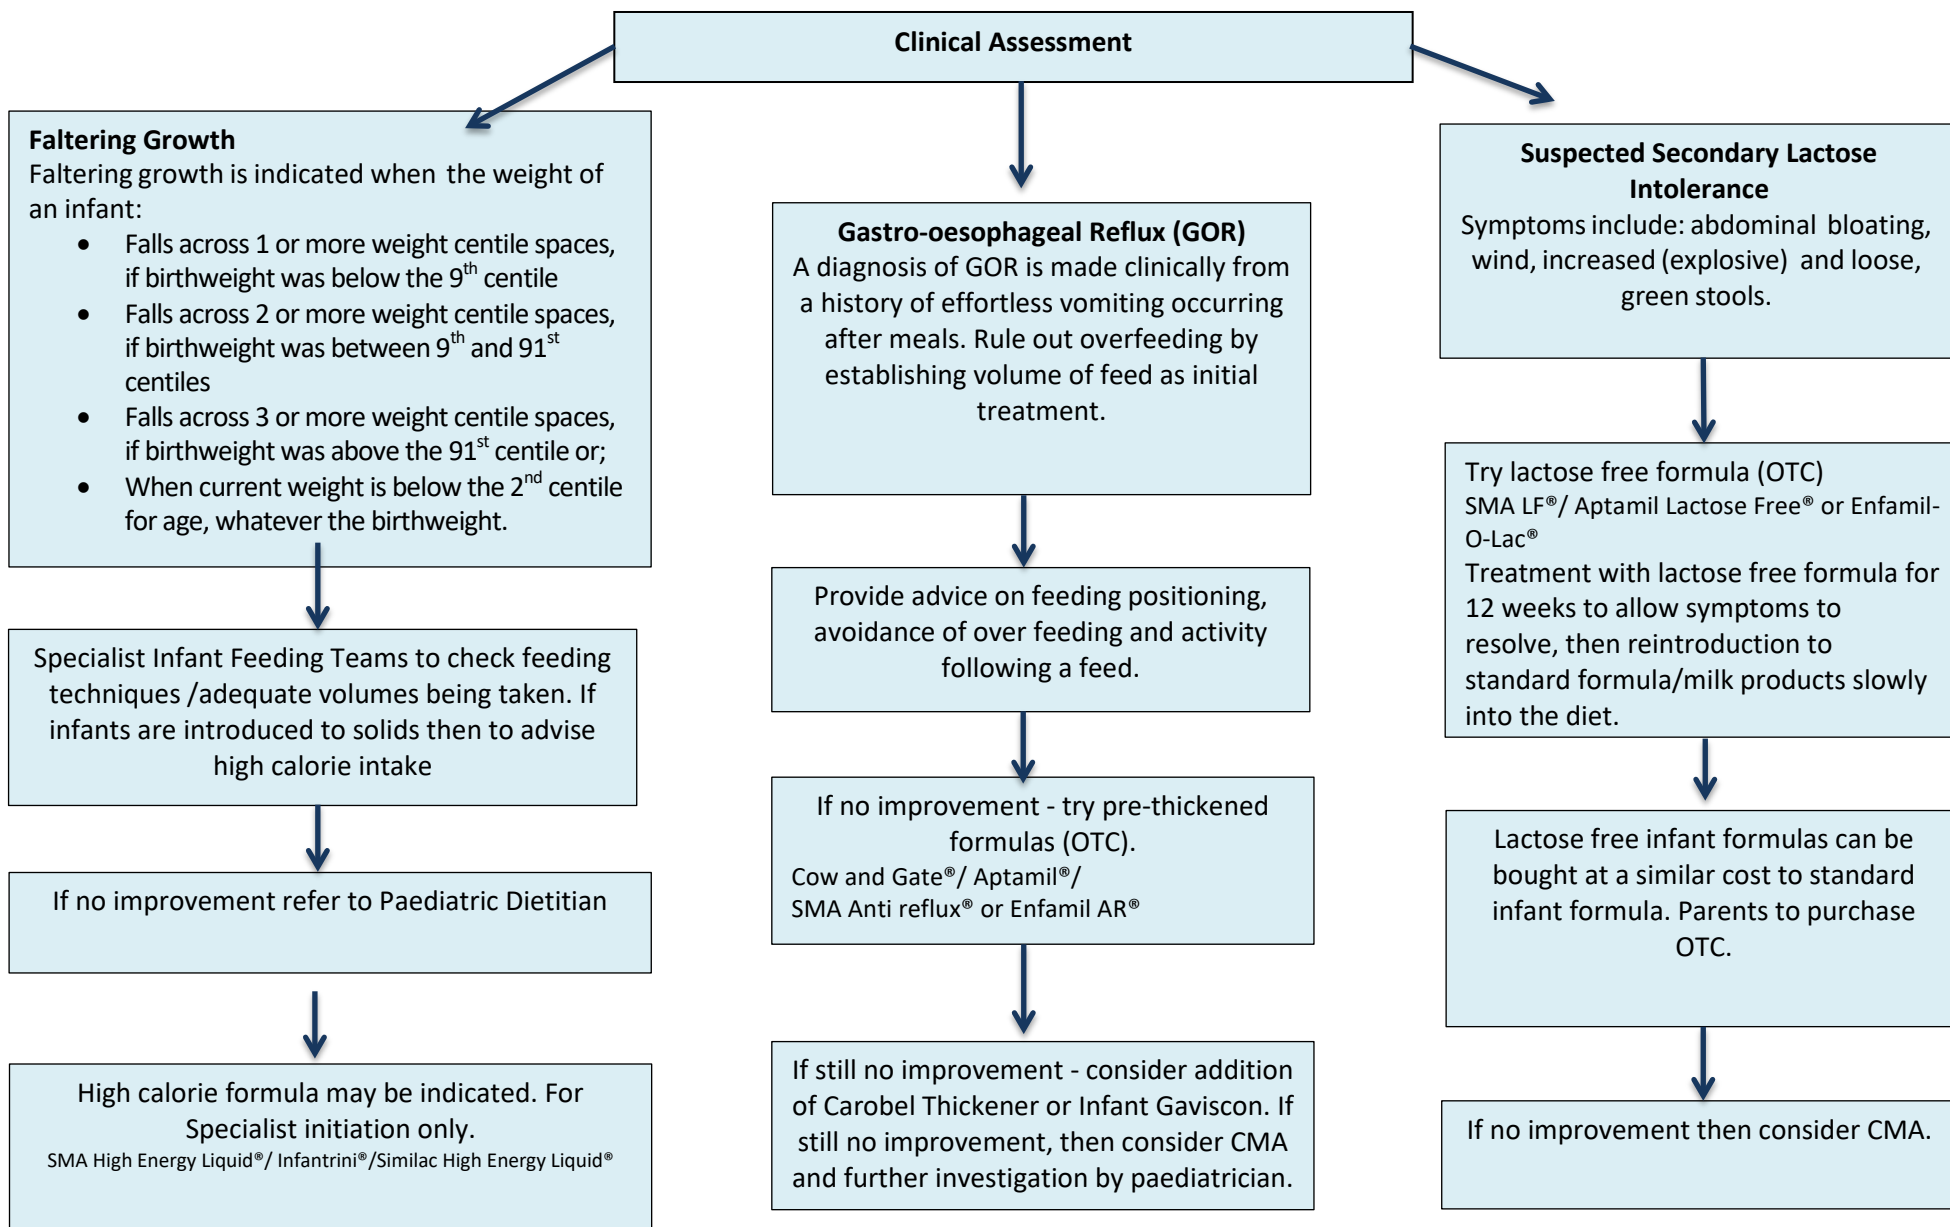 Clinical Assessment
Faltering Growth
Faltering growth is indicated when the weight of
an infant:
• Falls across 1 or more weight centile spaces,
if birthweight was below the 9th centile
• Falls across 2 or more weight centile spaces,
if birthweight was between 9th and 91st
centiles
• Falls across 3 or more weight centile spaces,
if birthweight was above the 91st centile or;
• When current weight is below the 2nd centile
for age, whatever the birthweight.
Specialist Infant Feeding Teams to check feeding
techniques /adequate volumes being taken. If
infants are introduced to solids then to advise
high calorie intake
If no improvement refer to Paediatric Dietitian
High calorie formula may be indicated. For
Specialist initiation only.
SMA High Energy Liquid®/ Infantrini®/Similac High Energy Liquid®
Gastro-oesophageal Reflux (GOR)
A diagnosis of GOR is made clinically from
a history of effortless vomiting occurring
after meals. Rule out overfeeding by
establishing volume of feed as initial
treatment.
Provide advice on feeding positioning,
avoidance of over feeding and activity
following a feed.
If no improvement - try pre-thickened
formulas (OTC).
Cow and Gate®/ Aptamil®/
SMA Anti reflux® or Enfamil AR®
If still no improvement - consider addition
of Carobel Thickener or Infant Gaviscon. If
still no improvement, then consider CMA
and further investigation by paediatrician.
Suspected Secondary Lactose
Intolerance
Symptoms include: abdominal bloating,
wind, increased (explosive) and loose,
green stools.
Try lactose free formula (OTC)
SMA LF®/ Aptamil Lactose Free® or Enfamil-
O-Lac®
Treatment with lactose free formula for
12 weeks to allow symptoms to
resolve, then reintroduction to
standard formula/milk products slowly
into the diet.
Lactose free infant formulas can be
bought at a similar cost to standard
infant formula. Parents to purchase
OTC.
If no improvement then consider CMA.